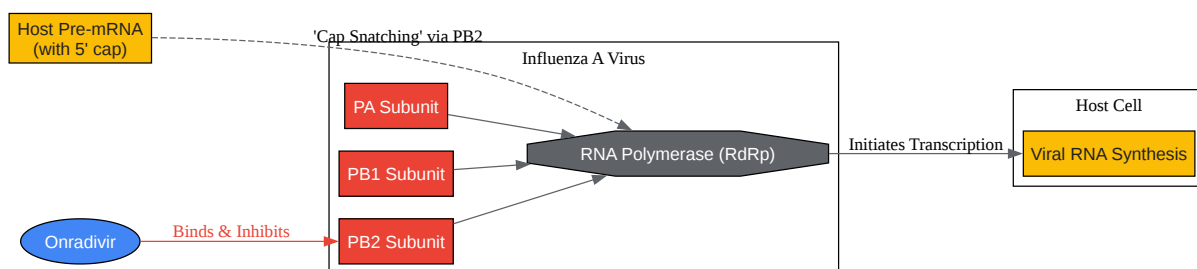 Host Pre-mRNA
(with 5' cap)
'Cap Snatching' via PB2
Influenza A Virus
PA Subunit
PB1 Subunit
PB2 Subunit
RNA Polymerase (RdRp)
Initiates Transcription
Host Cell
Viral RNA Synthesis
Onradivir
Binds & Inhibits